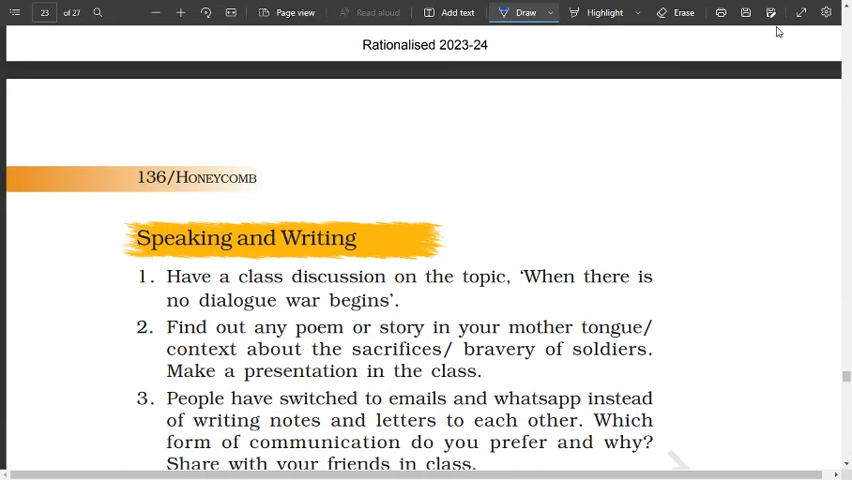 23 of 27 Page view Read aloud Add text Draw Highlight Erase
Rationalised 2023-24
136/HONEYCOMB
Speaking and Writing
1. Have a class discussion on the topic, ‘When there is
no dialogue war begins’.
2. Find out any poem or story in your mother tongue/
context about the sacrifices/ bravery of soldiers.
Make a presentation in the class.
3. People have switched to emails and whatsapp instead
of writing notes and letters to each other. Which
form of communication do you prefer and why?
Share with your friends in class.